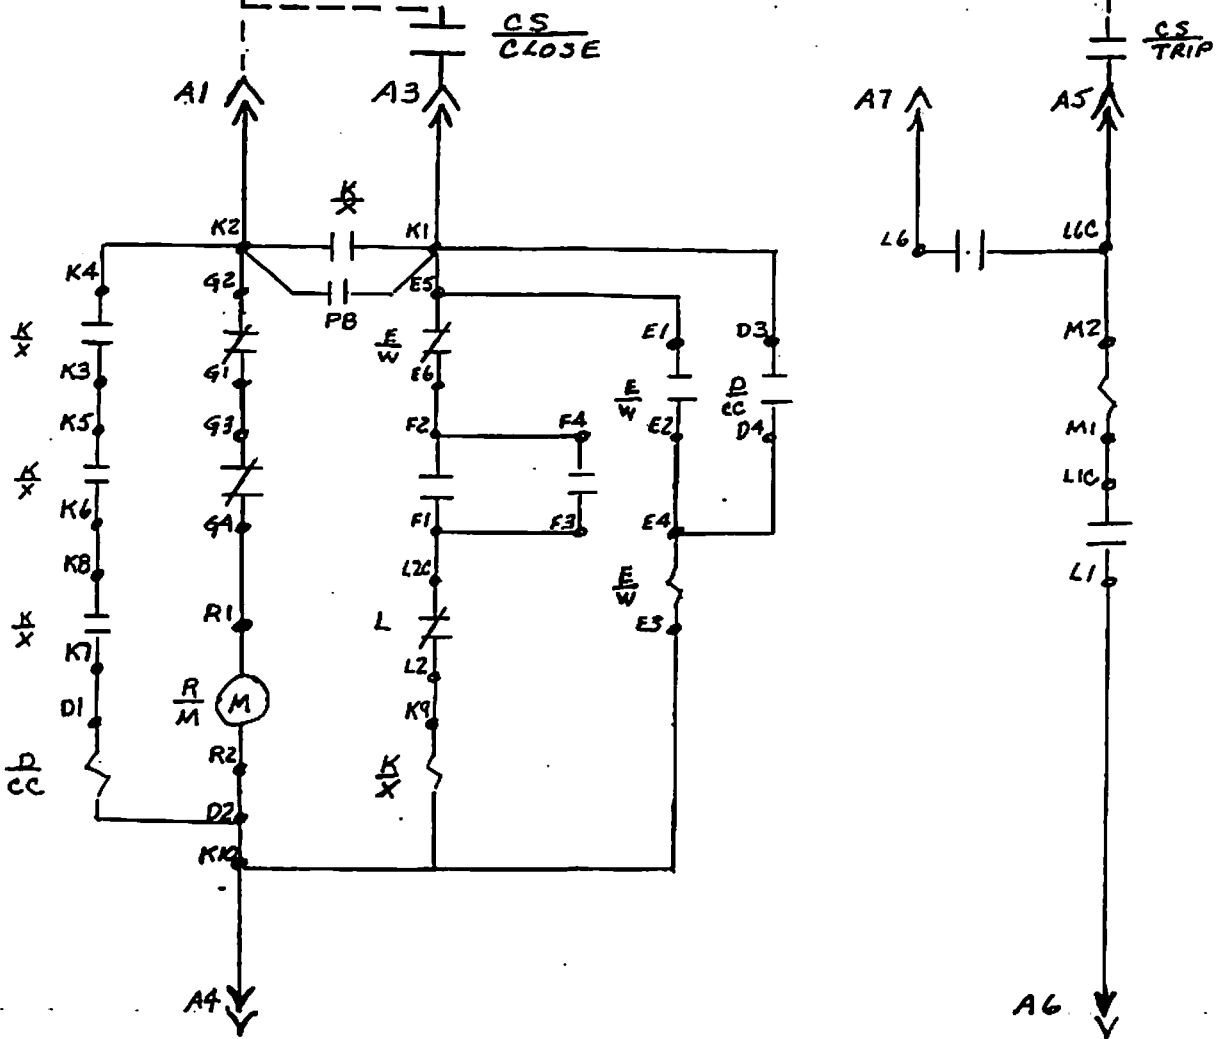 CS
CLOSE
CS
TRIP
A1
A3
A7
A5
K
X
K2
K1
L6
L6C
K4
G2
E5
PB
K
X
E
W
E1
D3
M2
K3
G1
E6
E
W
D
CC
K5
G3
F2
F4
E2
D4
M1
K
X
L1C
K6
G4
F1
F3
E4
K8
L2C
E
W
L1
K
X
R1
L
E3
K7
L2
D1
R
M
M
K9
D
CC
R2
K
X
D2
K10
A4
A6